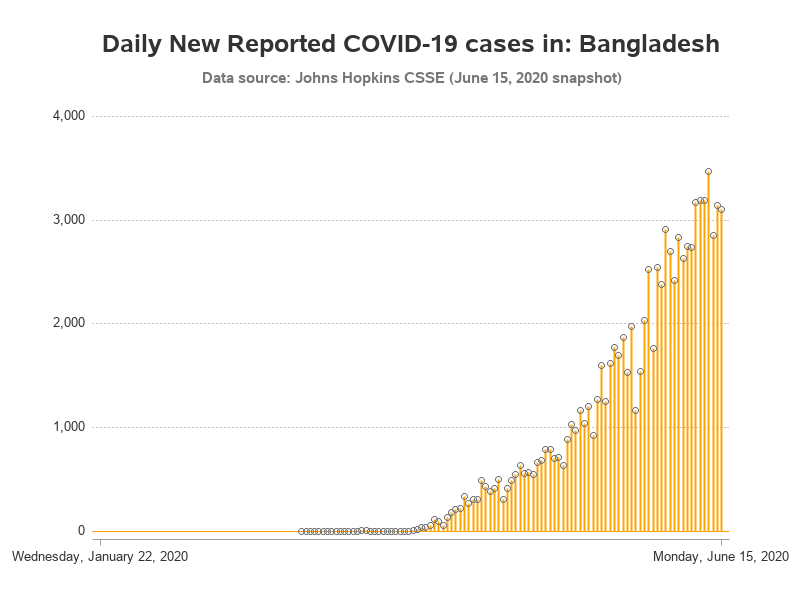 Daily New Reported COVID-19 cases in: Bangladesh
Data source: Johns Hopkins CSSE (June 15, 2020 snapshot)
4,000
3,000
2,000
1,000
0
Wednesday, January 22, 2020
Monday, June 15, 2020